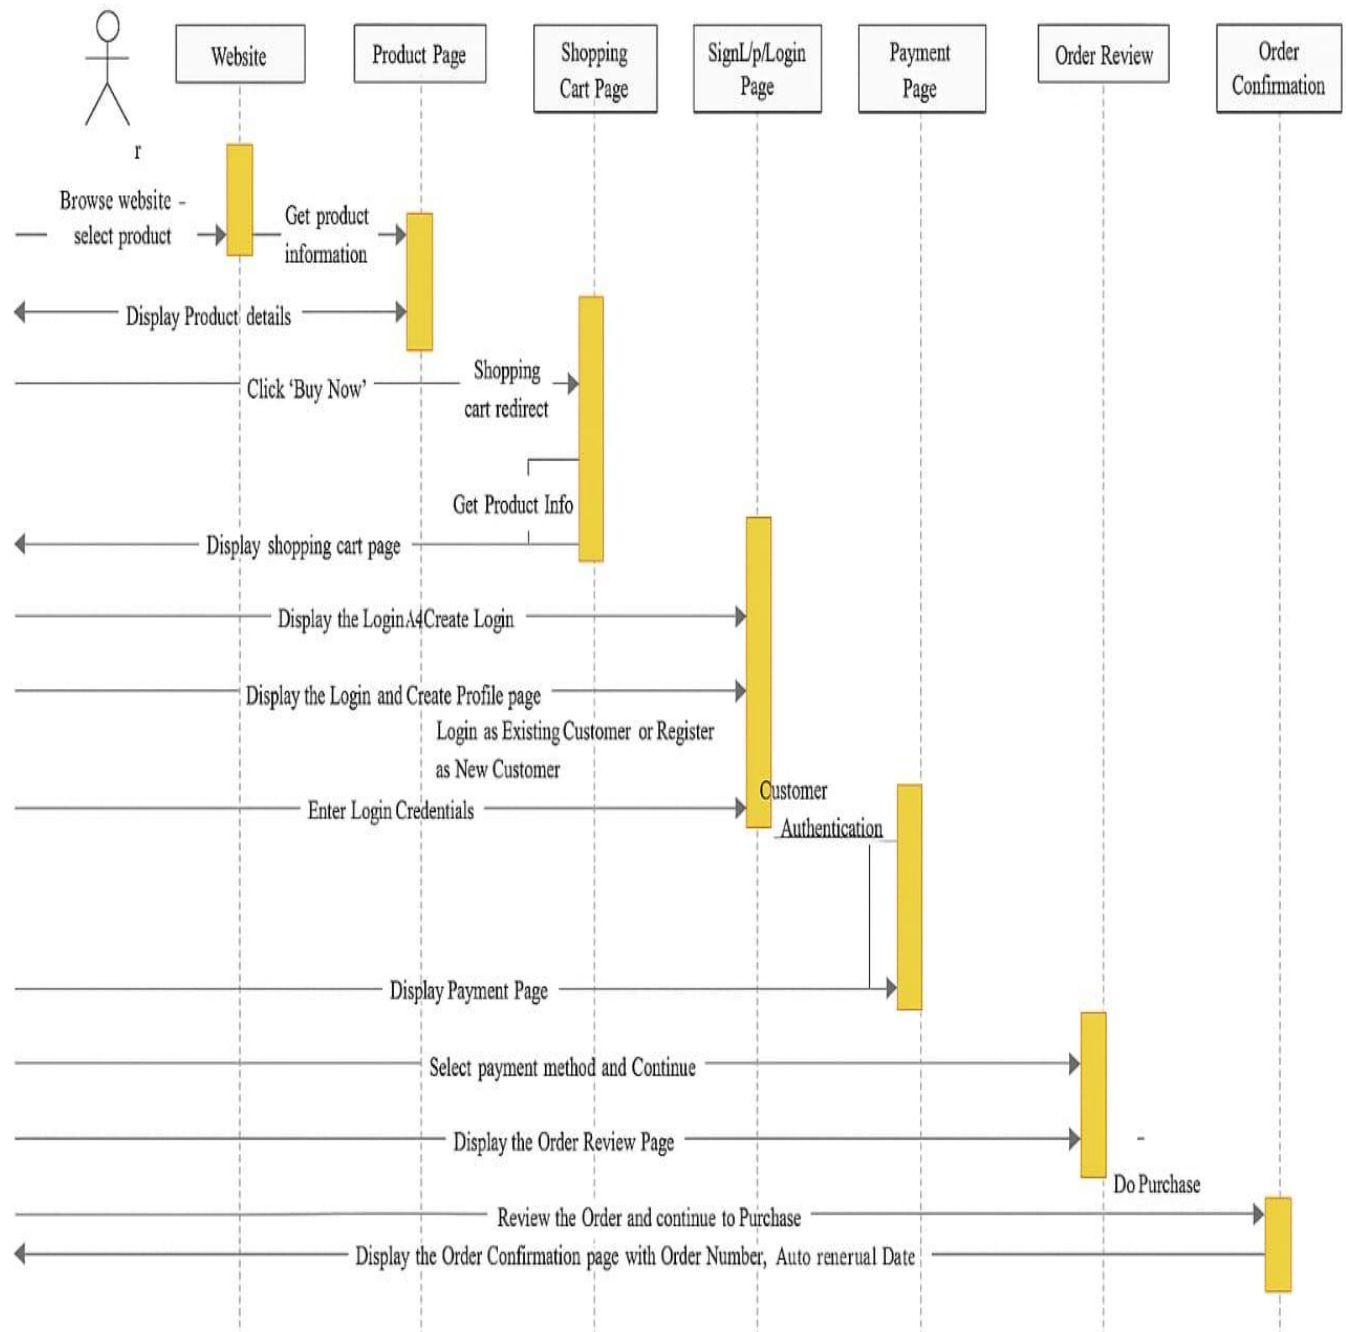 Website
Product Page
Shopping
Cart Page
SignL/p/Login
Page
Payment
Page
Order Review
Order
Confirmation
r
Browse website -
select product
Get product
information
Display Product details
Click ‘Buy Now’
Shopping
cart redirect
Get Product Info
Display shopping cart page
Display the LoginA4Create Login
Display the Login and Create Profile page
Login as Existing Customer or Register
as New Customer
Enter Login Credentials
Customer
Authentication
Display Payment Page
Select payment method and Continue
Display the Order Review Page
-
Do Purchase
Review the Order and continue to Purchase
Display the Order Confirmation page with Order Number, Auto renerual Date